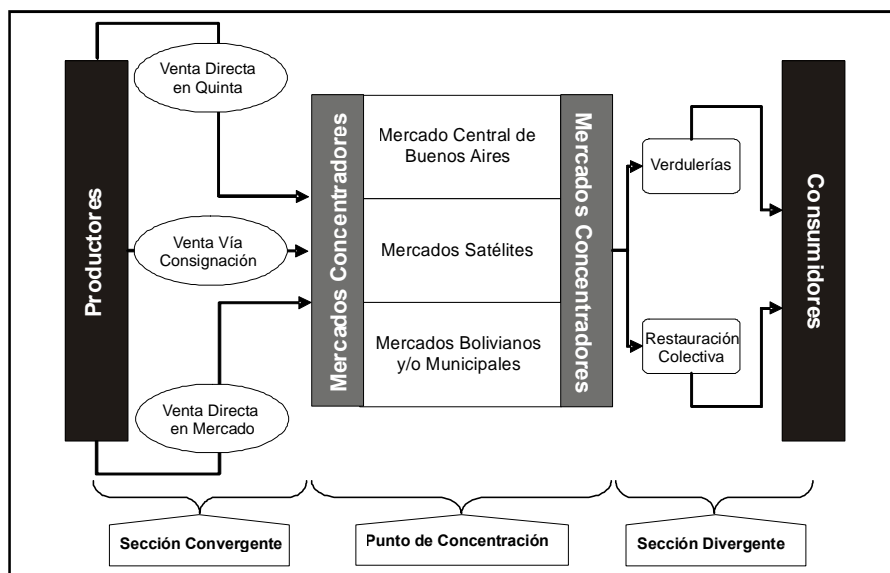 Productores
Venta Directa
en Quinta
Venta Vía
Consignación
Venta Directa
en Mercado
Mercados Concentradores
Mercado Central de
Buenos Aires
Mercados Satélites
Mercados Bolivianos
y/o Municipales
Mercados Concentradores
Verdulerías
Restauración
Colectiva
Consumidores
Sección Convergente
Punto de Concentración
Sección Divergente